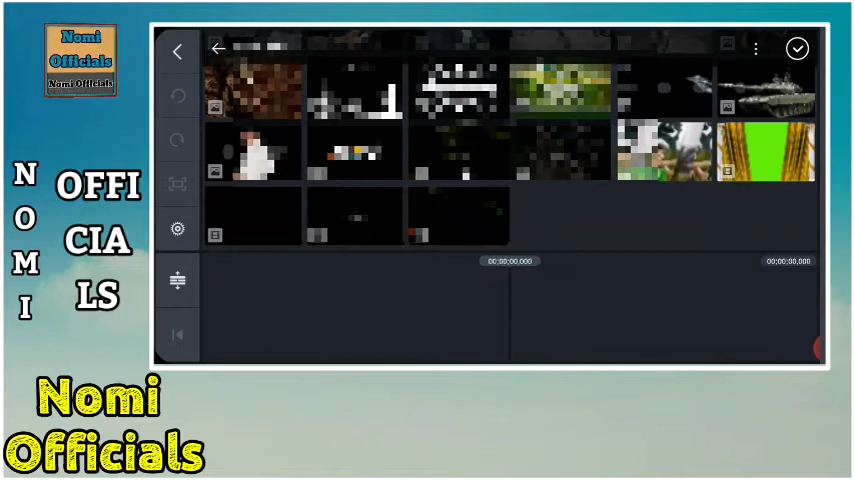 Nomi
Officials
Nomi Officials
N
O
M
I
OFFI
CIA
LS
00:00:00.000
00:00:00.000
Nomi
Officials